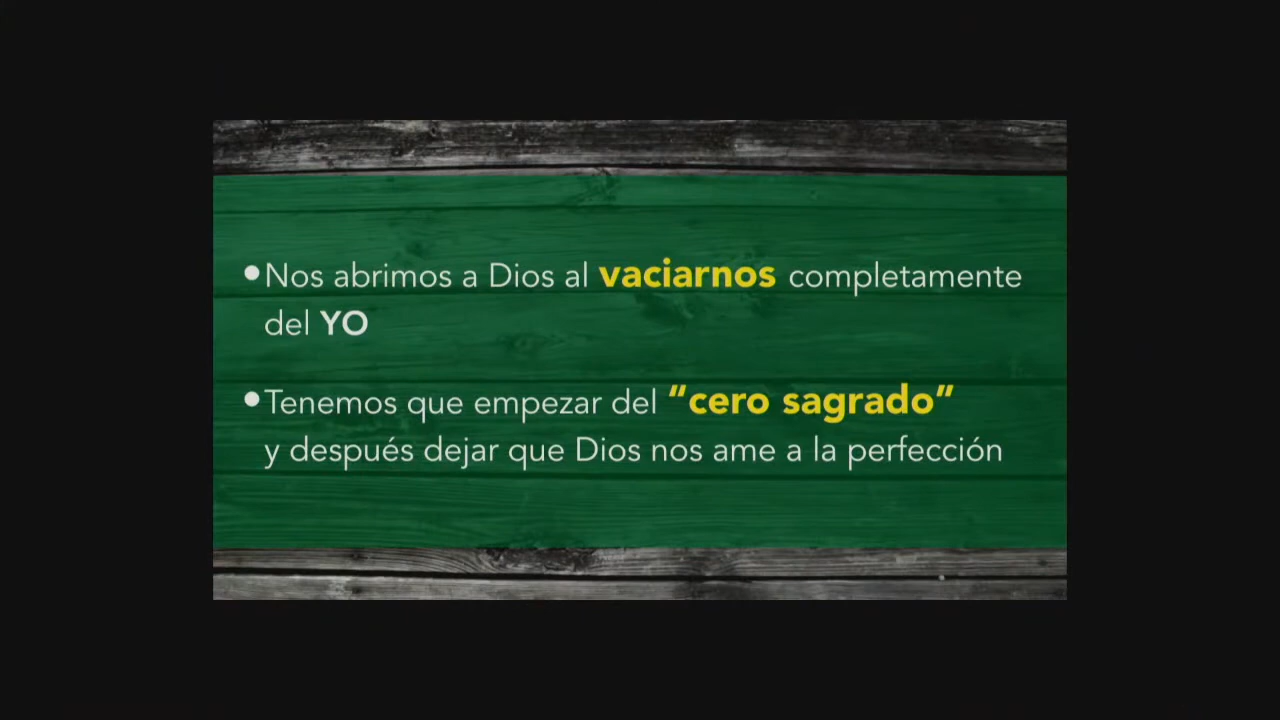 •Nos abrimos a Dios al vaciarnos completamente
del YO
•Tenemos que empezar del “cero sagrado”
y después dejar que Dios nos ame a la perfección